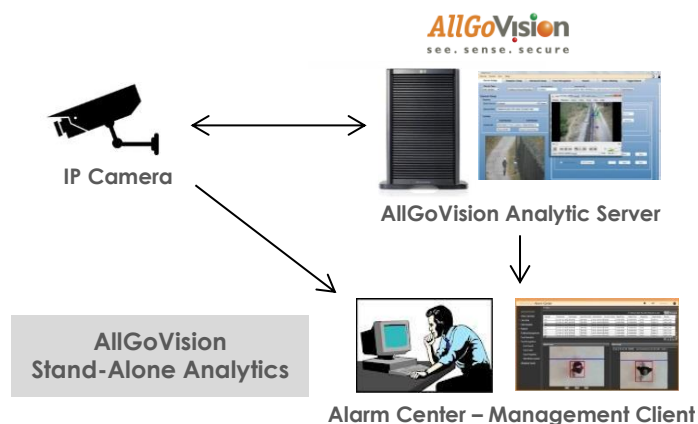 AllGoVision
see. sense. secure
IP Camera
AllGoVision Analytic Server
AllGoVision
Stand-Alone Analytics
Alarm Center – Management Client